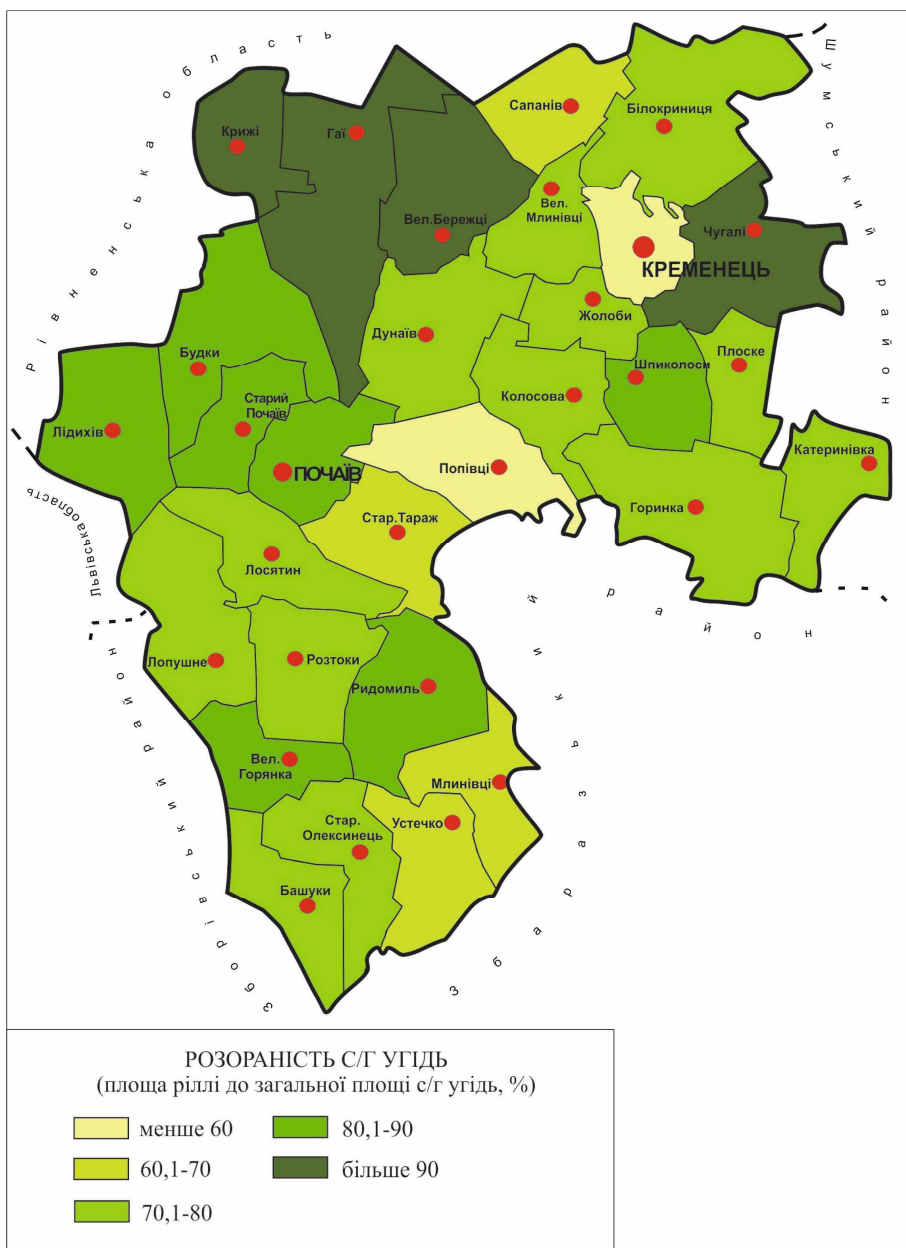 Рівненська область
Шумський район
Сапанів
Білокриниця
Крижі
Гаї
Вел.
Млинівці
Вел.Бережці
Чугалі
КРЕМЕНЕЦЬ
Жолоби
Дунаїв
Будки
Шпиколоси
Плоске
Старий
Почаїв
Колосова
Лідихів
Катеринівка
ПОЧАЇВ
Попівці
Горинка
Стар.Тараж
Львівська область
Лосятин
Лопушне
Розтоки
Ридомиль
Вел.
Горянка
Млинівці
Стар.
Олексинець
Устечко
Башуки
Зборівський район
Збаразький район
РОЗОРАНІСТЬ С/Г УГІДЬ
(площа ріллі до загальної площі с/г угідь, %)
менше 60
80,1-90
60,1-70
більше 90
70,1-80